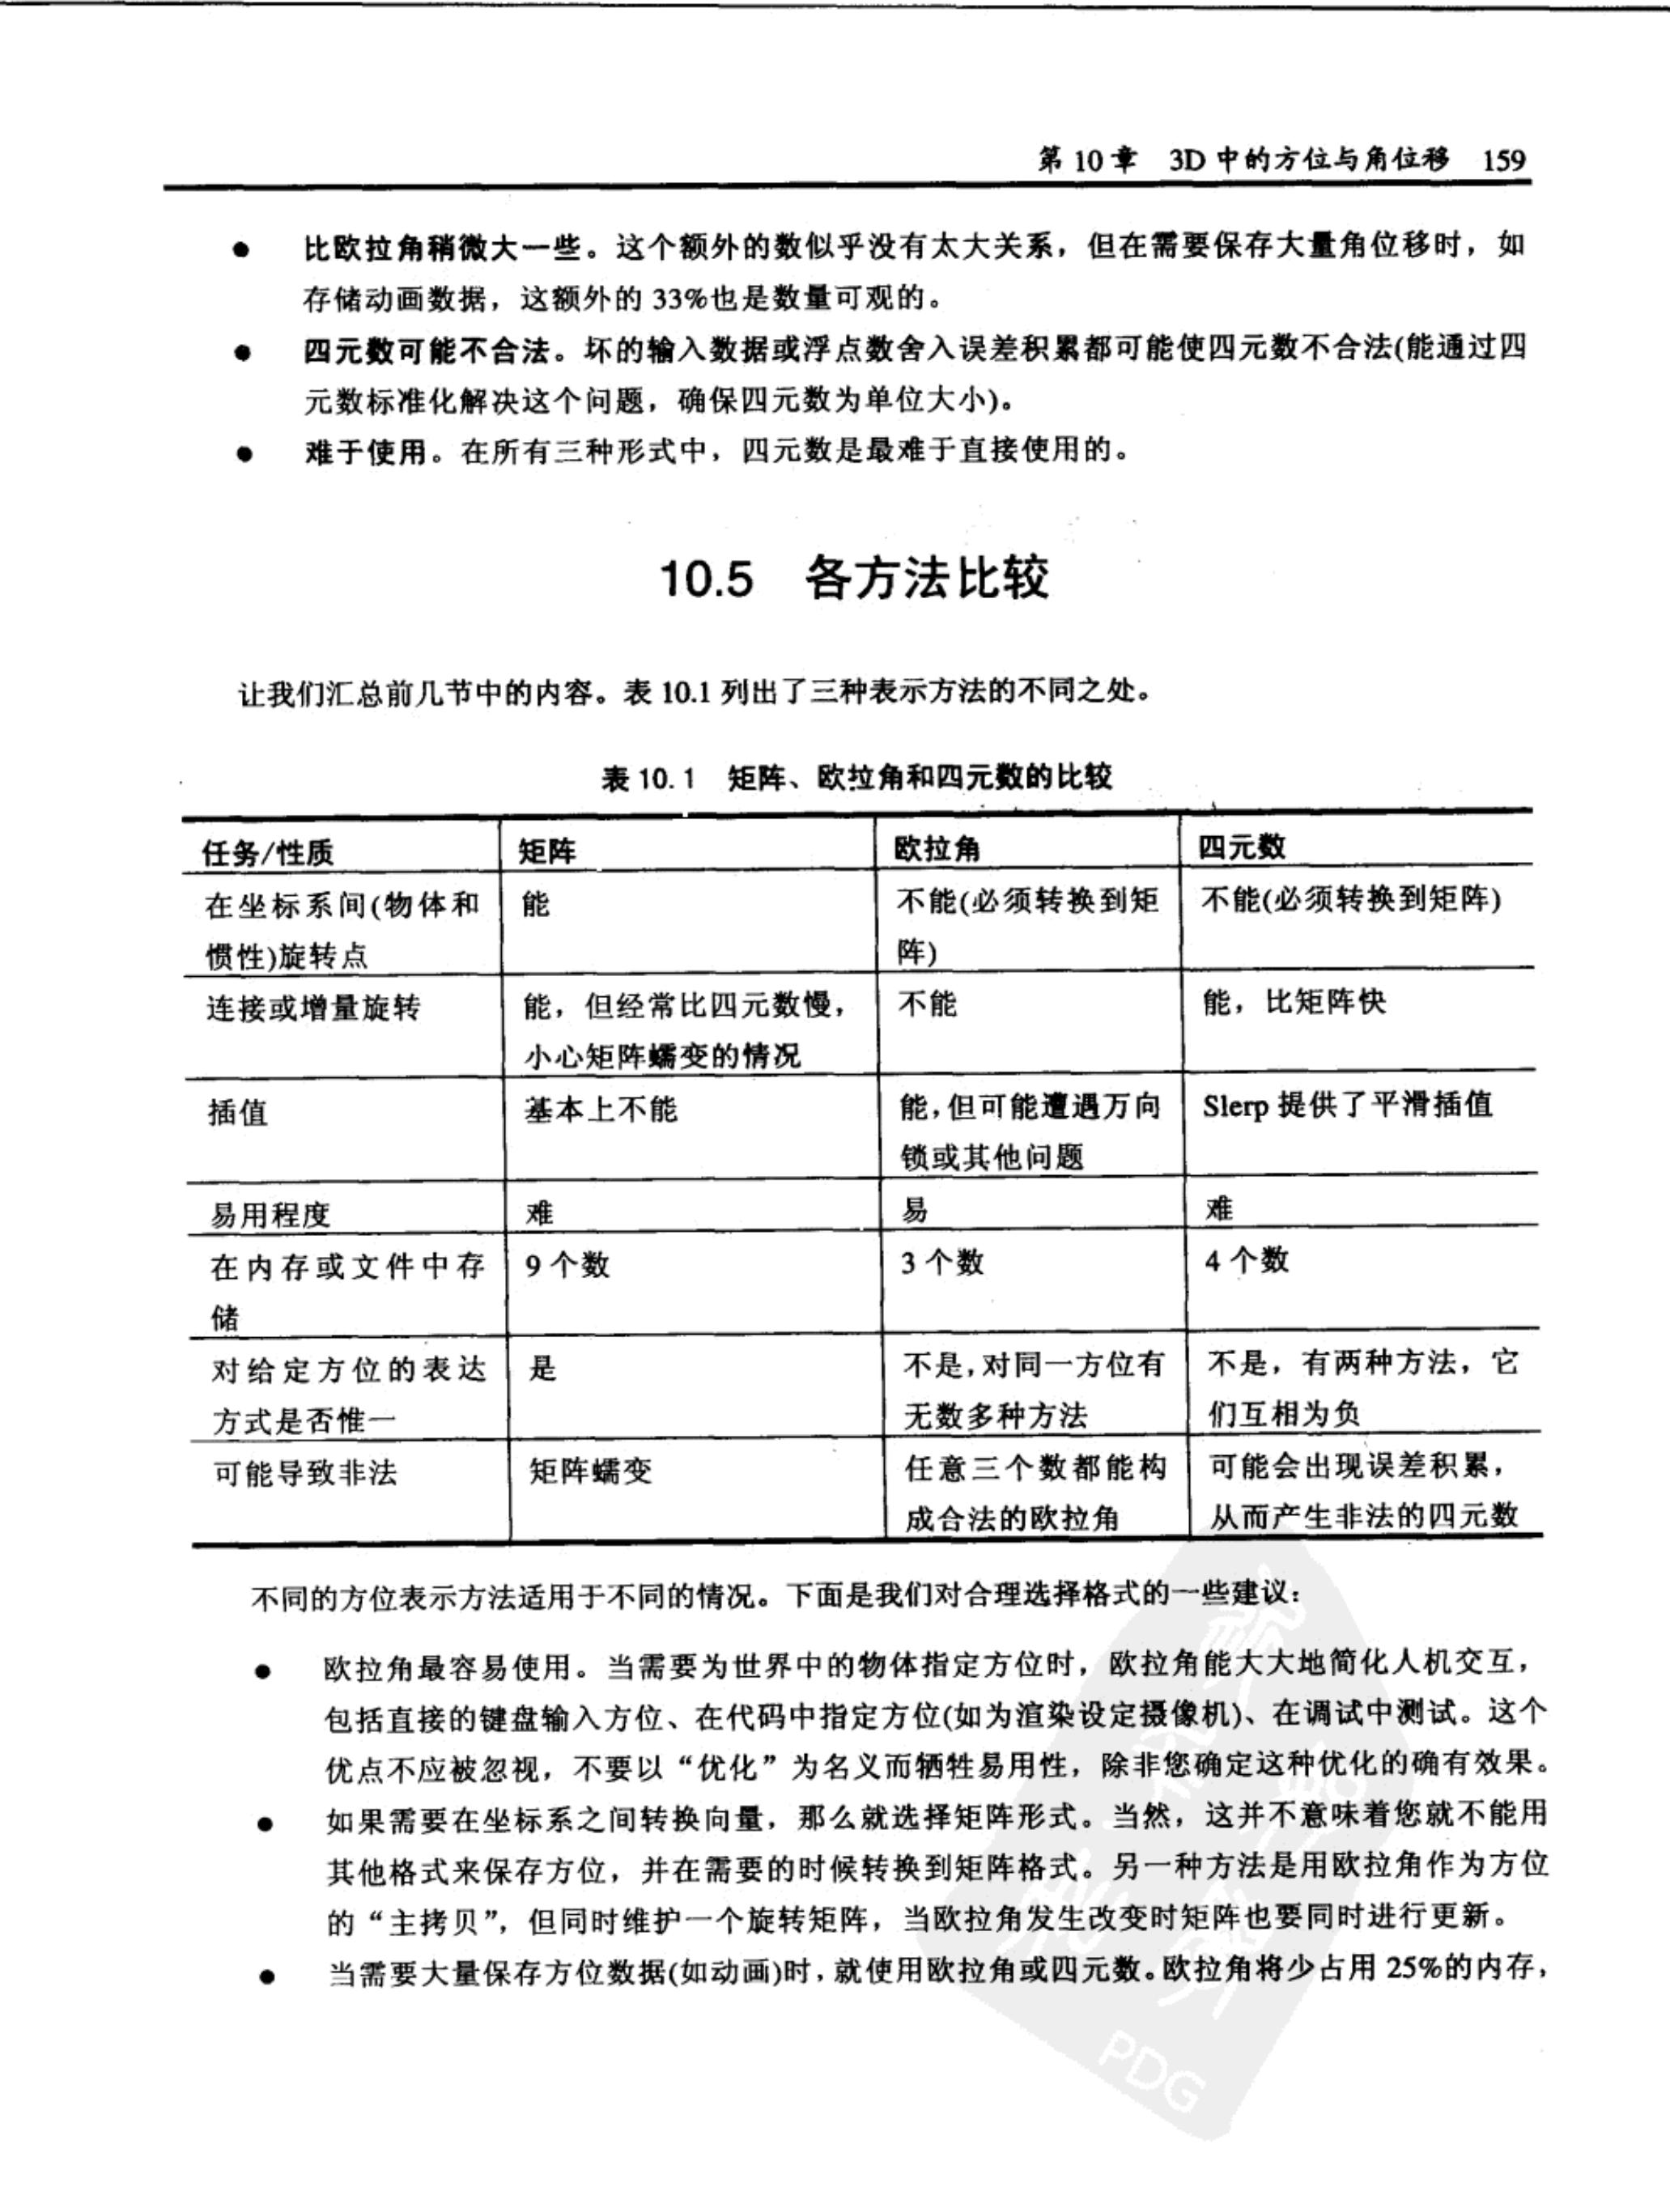 第 10 章 3D 中的方位与角位移 159
● 比欧拉角稍微大一些。这个额外的数似乎没有太大关系，但在需要保存大量角位移时，如
存储动画数据，这额外的 33%也是数量可观的。
● 四元数可能不合法。坏的输入数据或浮点数舍入误差积累都可能使四元数不合法(能通过四
元数标准化解决这个问题，确保四元数为单位大小)。
● 难于使用。在所有三种形式中，四元数是最难于直接使用的。
10.5 各方法比较
让我们汇总前几节中的内容。表 10.1 列出了三种表示方法的不同之处。
表 10.1 矩阵、欧拉角和四元数的比较
任务/性质 矩阵 欧拉角 四元数
在坐标系间(物体和 能 不能(必须转换到矩 不能(必须转换到矩阵)
惯性)旋转点 阵)
连接或增量旋转 能，但经常比四元数慢， 不能 能，比矩阵快
小心矩阵蠕变的情况
插值 基本上不能 能，但可能遭遇万向 Slerp 提供了平滑插值
锁或其他问题
易用程度 难 易 难
在内存或文件中存 9 个数 3 个数 4 个数
储
对给定方位的表达 是 不是，对同一方位有 不是，有两种方法，它
方式是否惟一 无数多种方法 们互相为负
可能导致非法 矩阵蠕变 任意三个数都能构 可能会出现误差积累，
成合法的欧拉角 从而产生非法的四元数
不同的方位表示方法适用于不同的情况。下面是我们对合理选择格式的一些建议：
● 欧拉角最容易使用。当需要为世界中的物体指定方位时，欧拉角能大大地简化人机交互，
包括直接的键盘输入方位、在代码中指定方位(如为渲染设定摄像机)、在调试中测试。这个
优点不应被忽视，不要以“优化”为名义而牺牲易用性，除非您确定这种优化的确有效果。
● 如果需要在坐标系之间转换向量，那么就选择矩阵形式。当然，这并不意味着您就不能用
其他格式来保存方位，并在需要的时候转换到矩阵格式。另一种方法是用欧拉角作为方位
的“主拷贝”，但同时维护一个旋转矩阵，当欧拉角发生改变时矩阵也要同时进行更新。
● 当需要大量保存方位数据(如动画)时，就使用欧拉角或四元数。欧拉角将少占用 25%的内存，
PDG